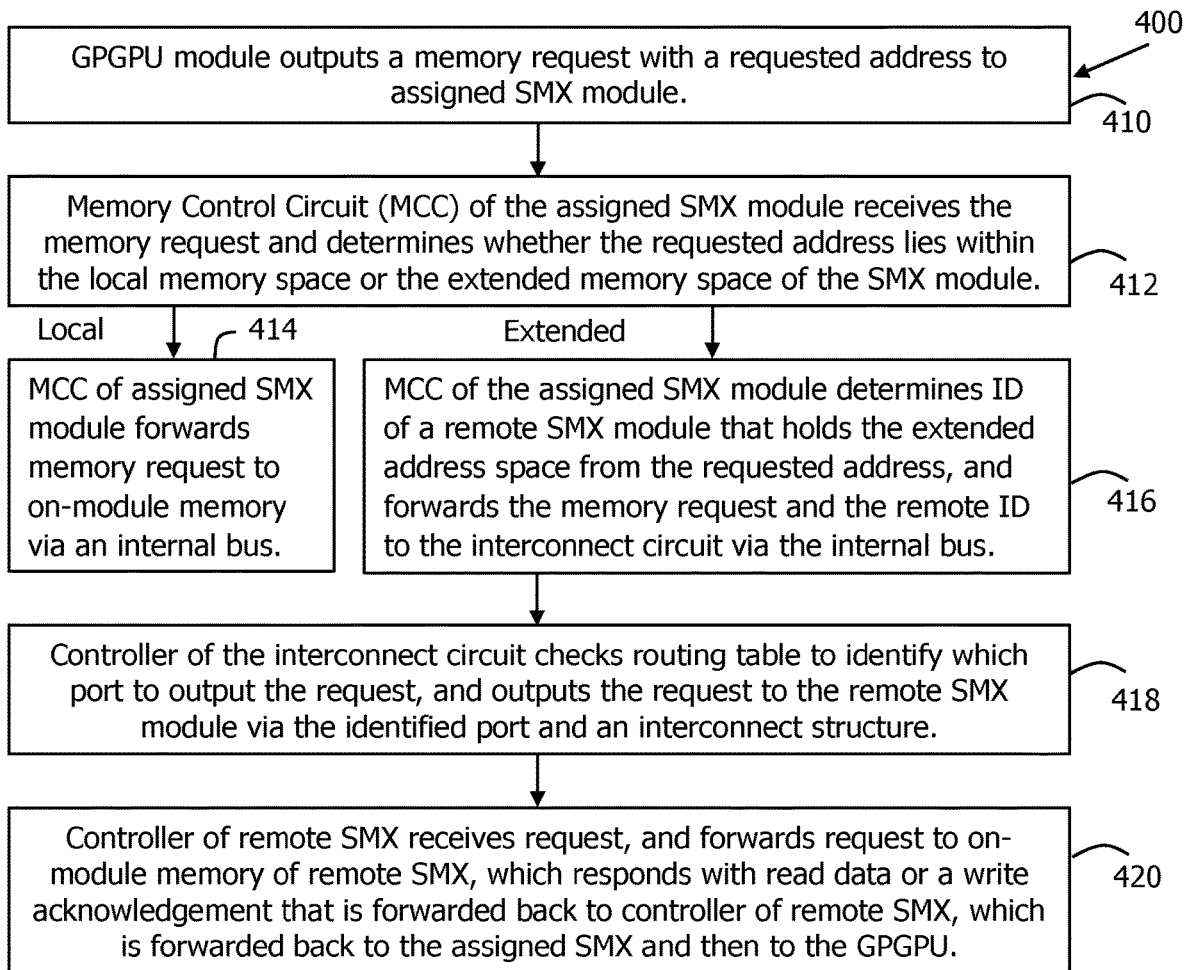 400
GPGPU module outputs a memory request with a requested address to
assigned SMX module.
410
Memory Control Circuit (MCC) of the assigned SMX module receives the
memory request and determines whether the requested address lies within
the local memory space or the extended memory space of the SMX module.
412
Local
414
Extended
MCC of assigned SMX
module forwards
memory request to
on-module memory
via an internal bus.
MCC of the assigned SMX module determines ID
of a remote SMX module that holds the extended
address space from the requested address, and
forwards the memory request and the remote ID
to the interconnect circuit via the internal bus.
416
Controller of the interconnect circuit checks routing table to identify which
port to output the request, and outputs the request to the remote SMX
module via the identified port and an interconnect structure.
418
Controller of remote SMX receives request, and forwards request to on-
module memory of remote SMX, which responds with read data or a write
acknowledgement that is forwarded back to controller of remote SMX, which
is forwarded back to the assigned SMX and then to the GPGPU.
420